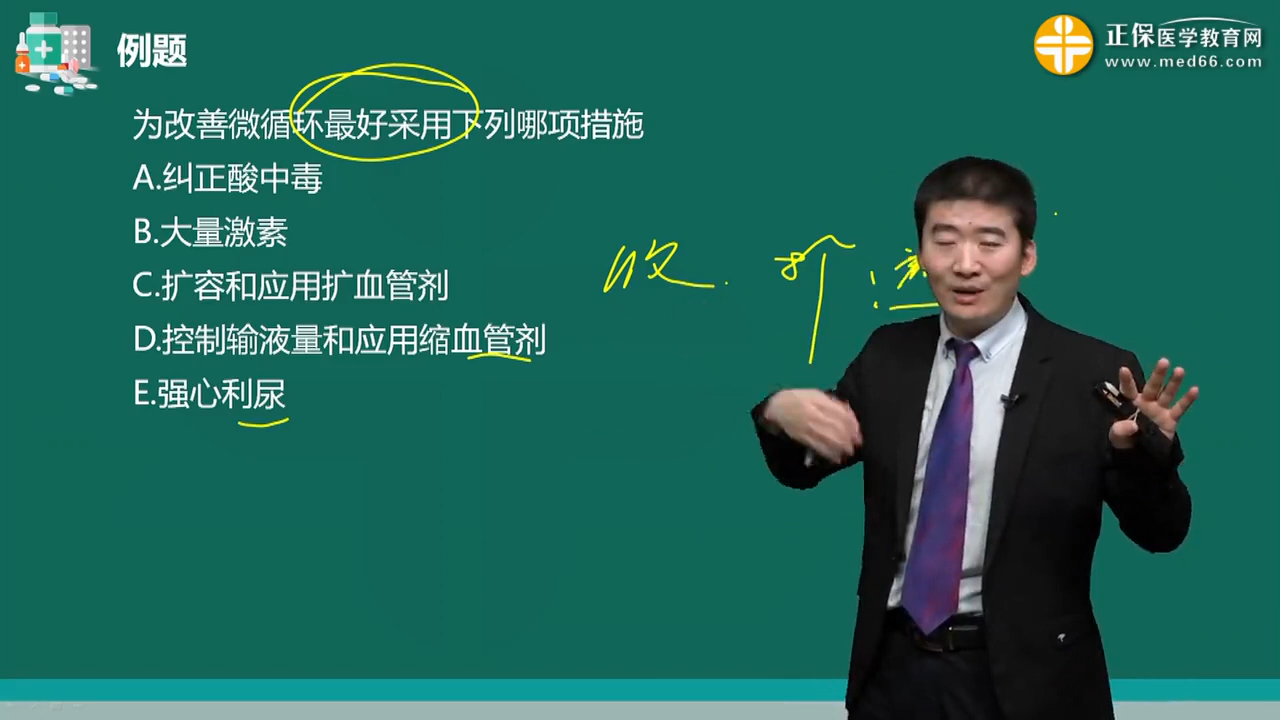 例题
正保医学教育网
www.med66.com
为改善微循环最好采用下列哪项措施
A.纠正酸中毒
B.大量激素
C.扩容和应用扩血管剂
D.控制输液量和应用缩血管剂
E.强心利尿
收